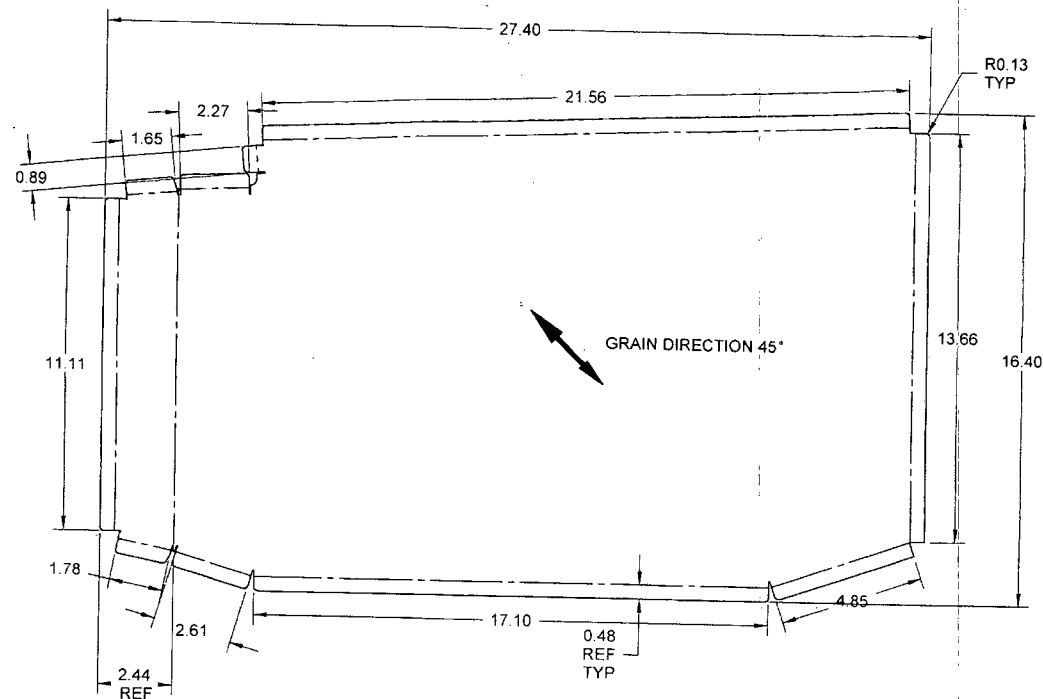 27.40
R0.13
TYP
2.27
21.56
1.65
0.89
11.11
GRAIN DIRECTION 45°
13.66
16.40
1.78
2.61
17.10
4.85
0.48
REF
TYP
2.44
REF